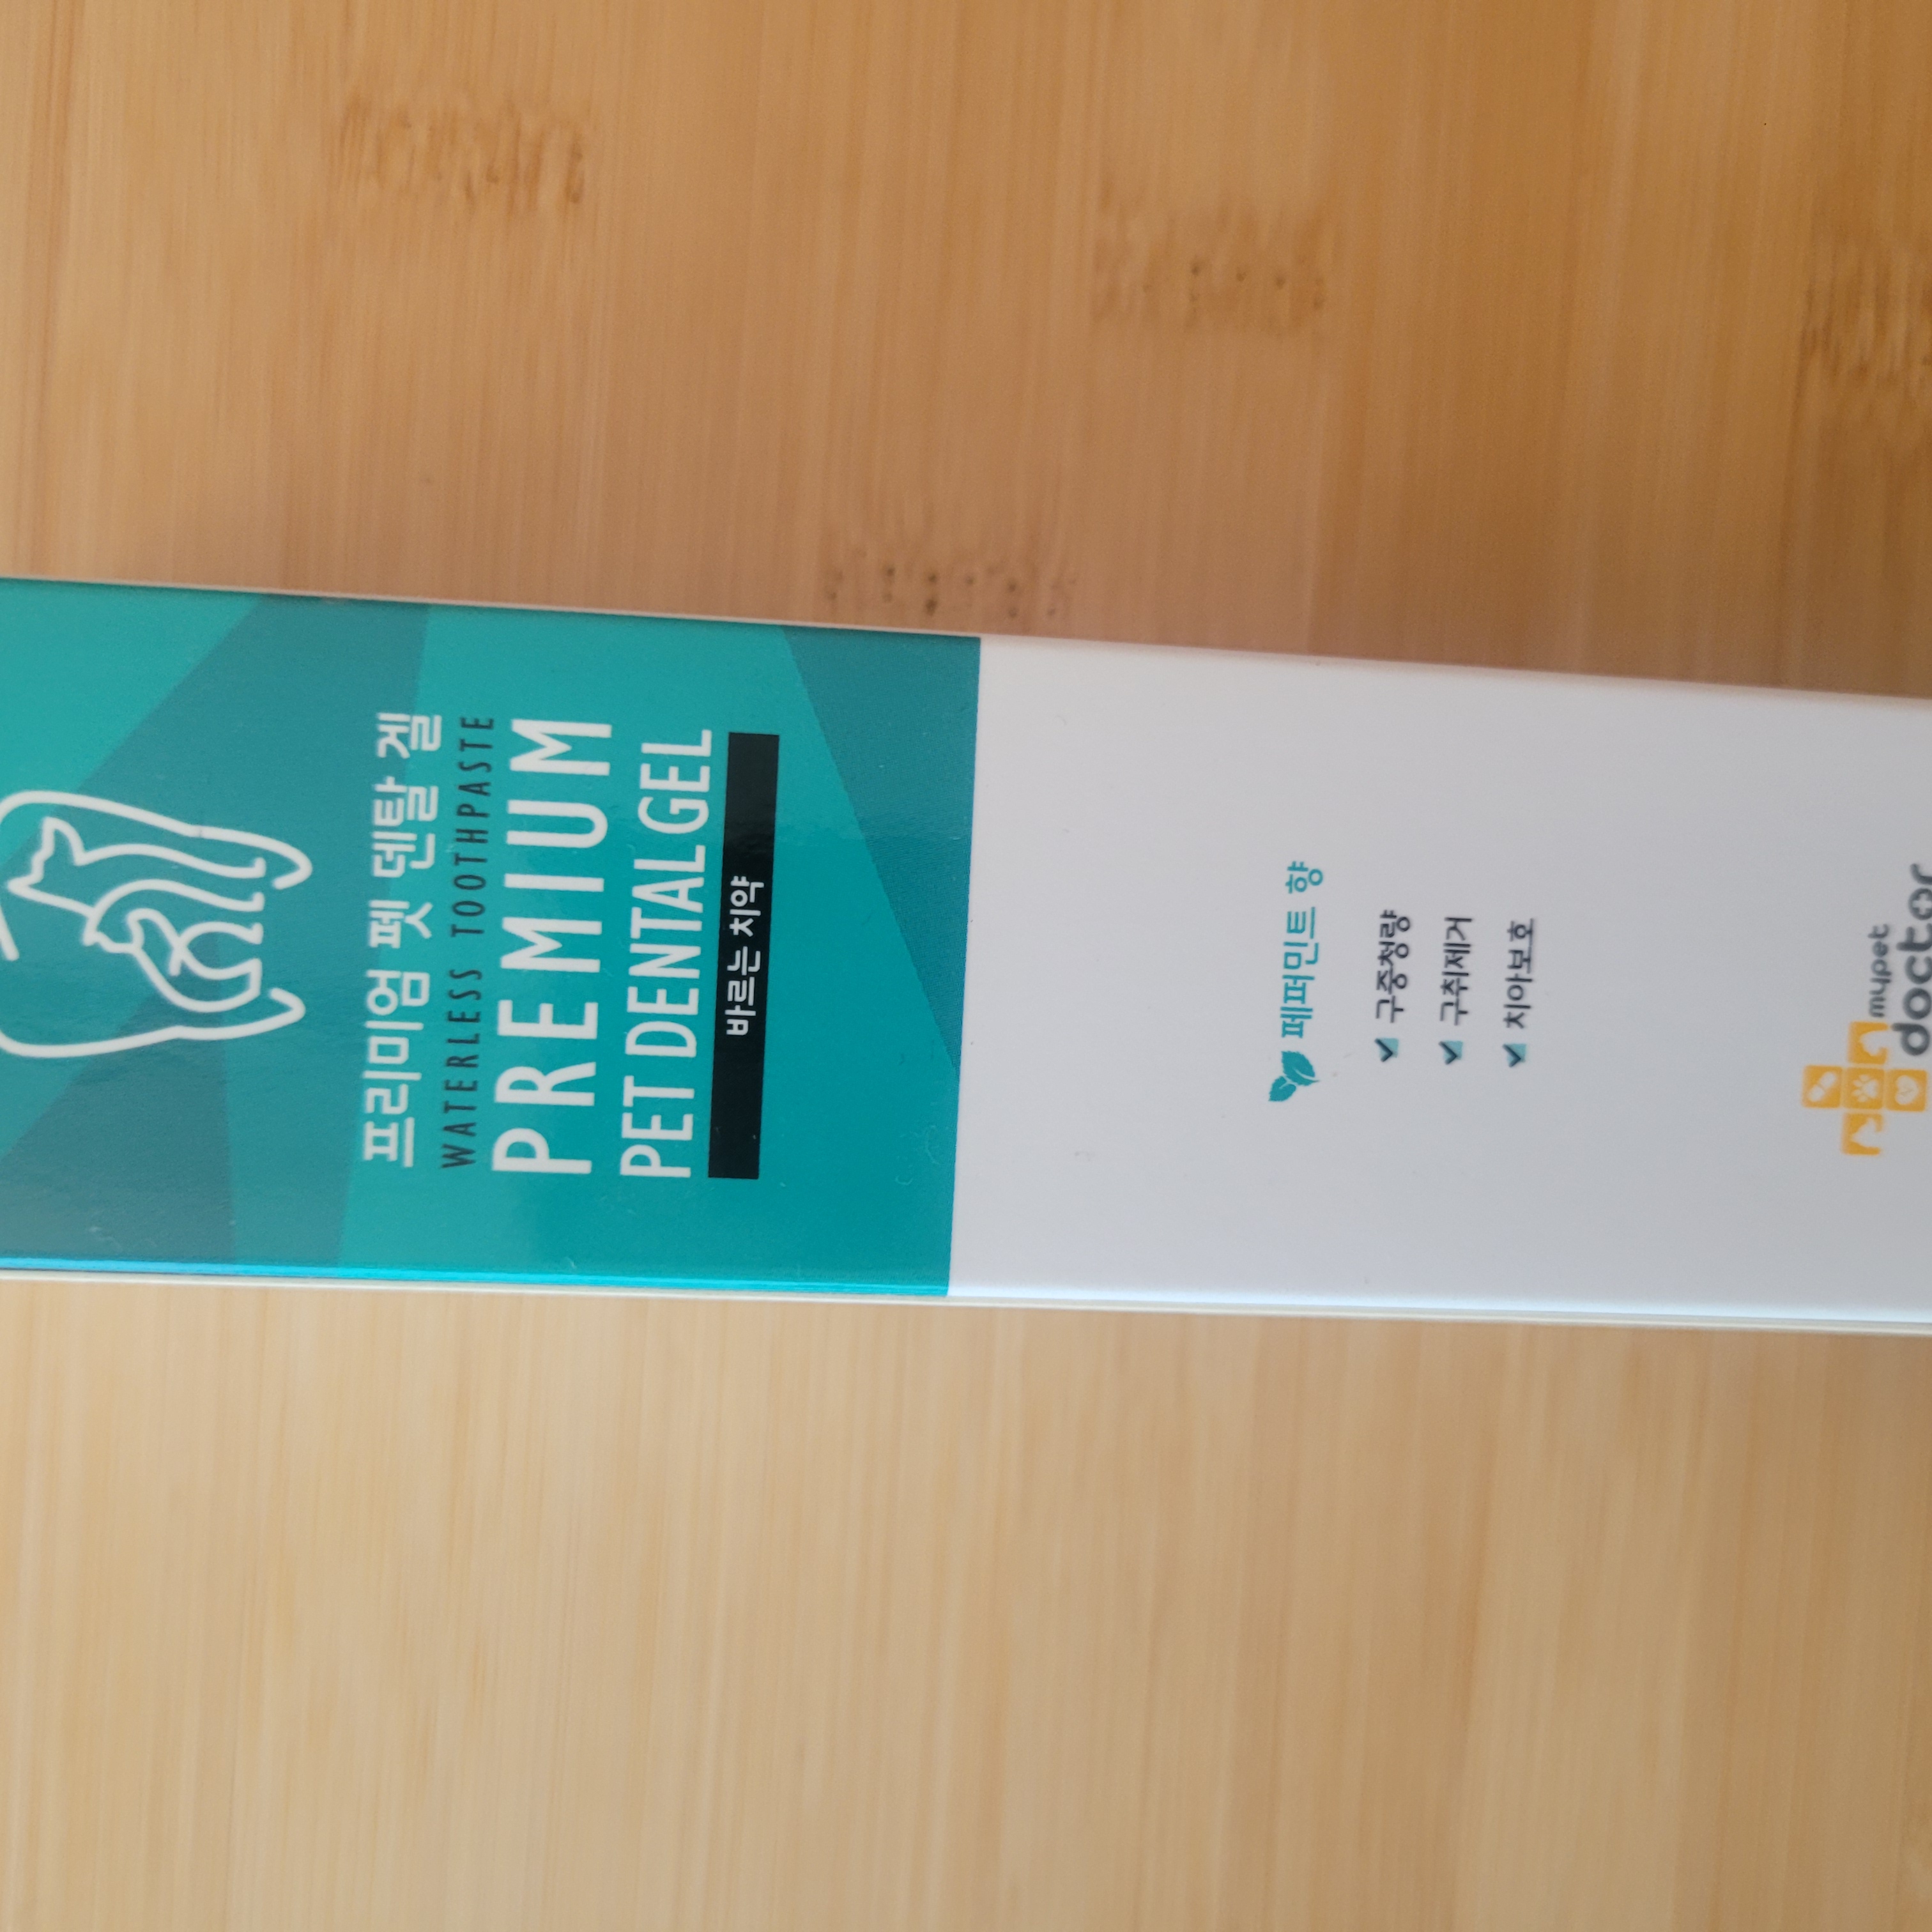 프리미엄 펫 덴탈 겔
WATERLESS TOOTHPASTE
PREMIUM
PET DENTAL GEL
바르는 치약
페퍼민트 향
구중청량
구취제거
치아보호
mypet
doctor